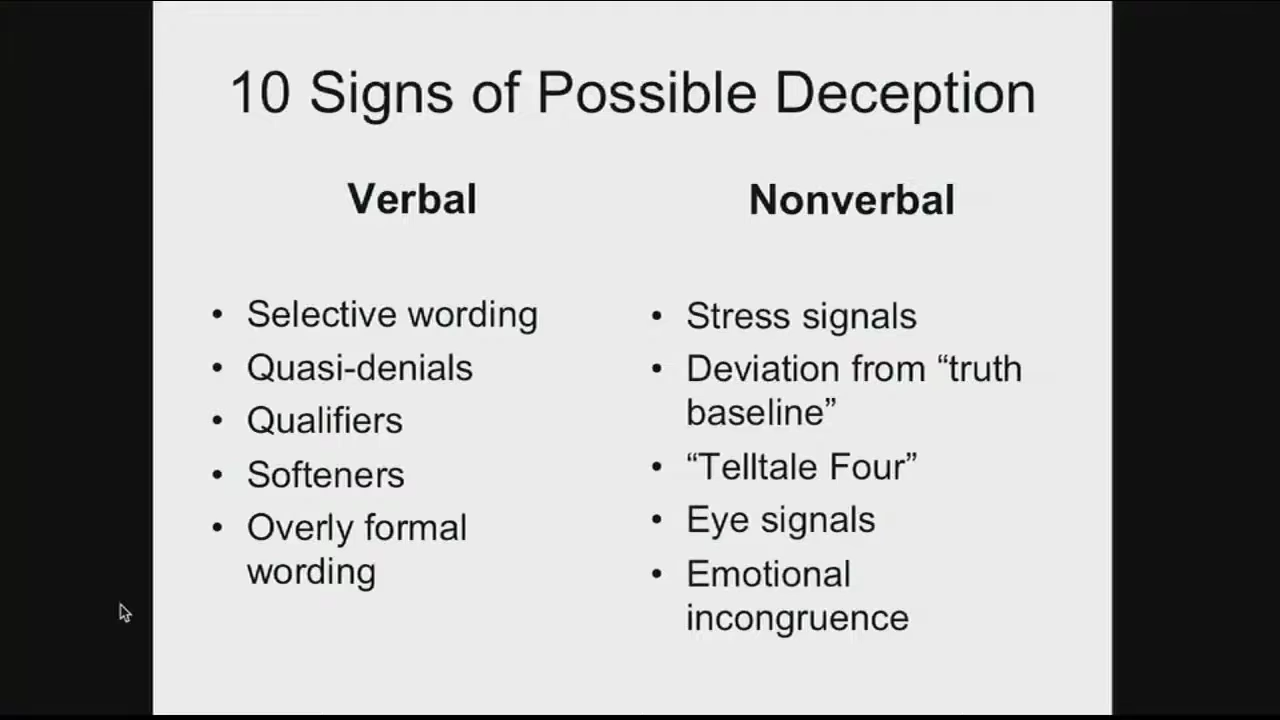 10 Signs of Possible Deception
Verbal
• Selective wording
• Quasi-denials
• Qualifiers
• Softeners
• Overly formal
wording
Nonverbal
• Stress signals
• Deviation from “truth
baseline”
• “Telltale Four”
• Eye signals
• Emotional
incongruence